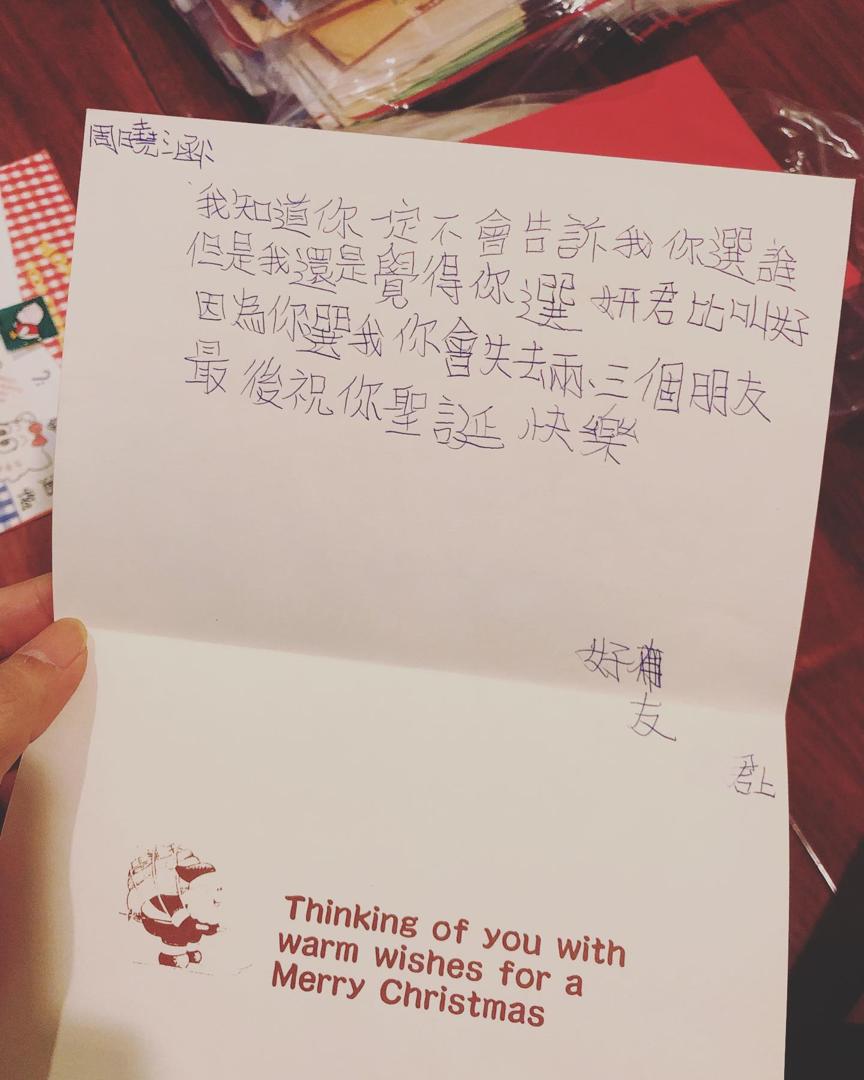 周曉涵
我知道你一定不會告訴我你選誰
但是我還是覺得你選 妍君比叫好
因為你選我你會失去兩、三個朋友
最後祝你聖誕快樂
好朋
友
君上
Thinking of you with
warm wishes for a
Merry Christmas